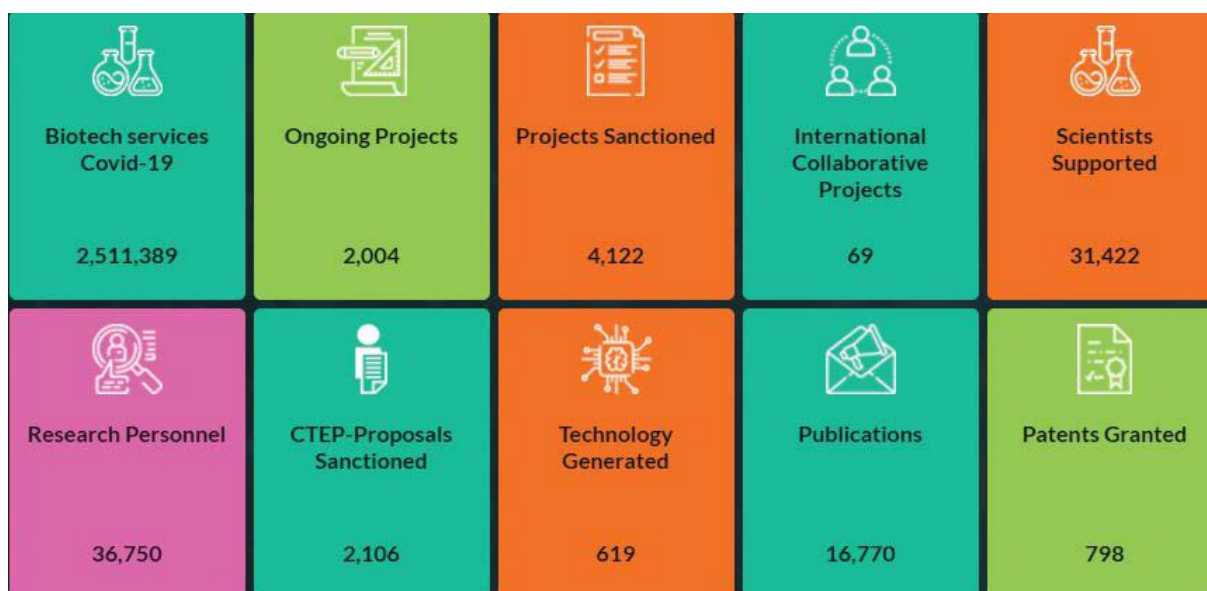 Biotech services
Covid-19
2,511,389
Ongoing Projects
2,004
Projects Sanctioned
4,122
International
Collaborative
Projects
69
Scientists
Supported
31,422
Research Personnel
36,750
CTEP-Proposals
Sanctioned
2,106
Technology
Generated
619
Publications
16,770
Patents Granted
798